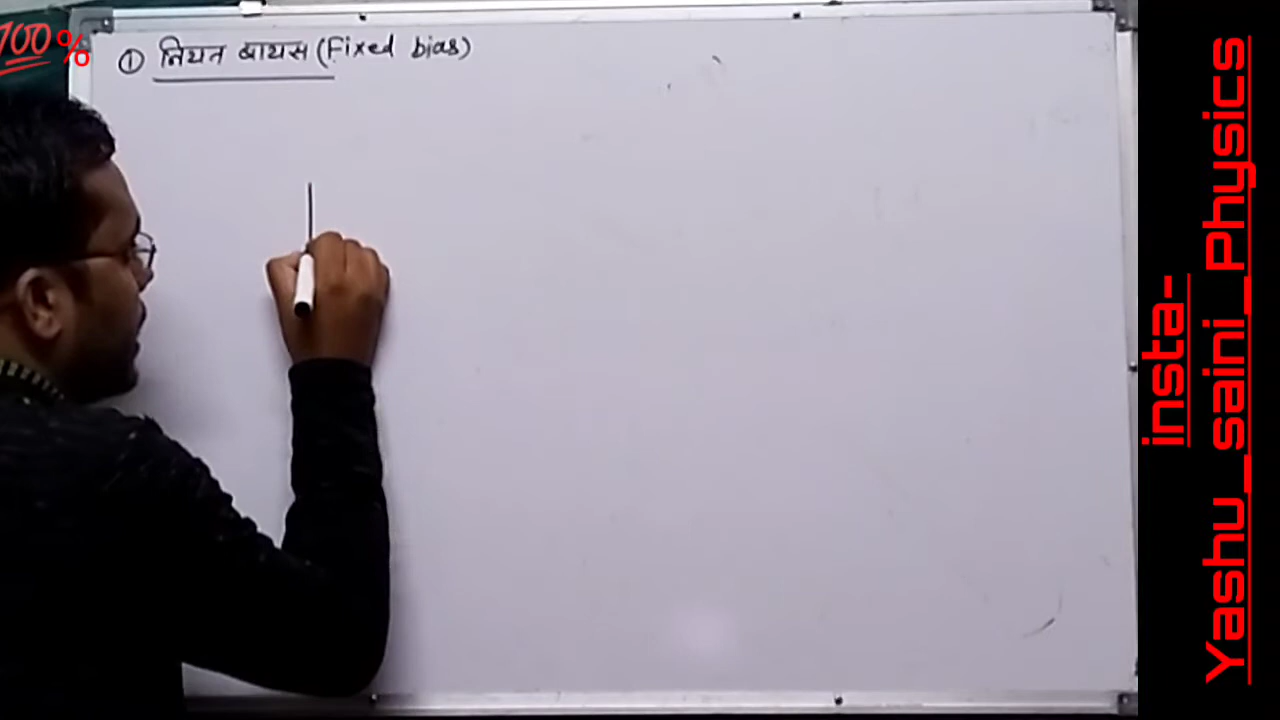 100%
① नियत बायस (Fixed bias)
insta-
Yashu_saini_Physics